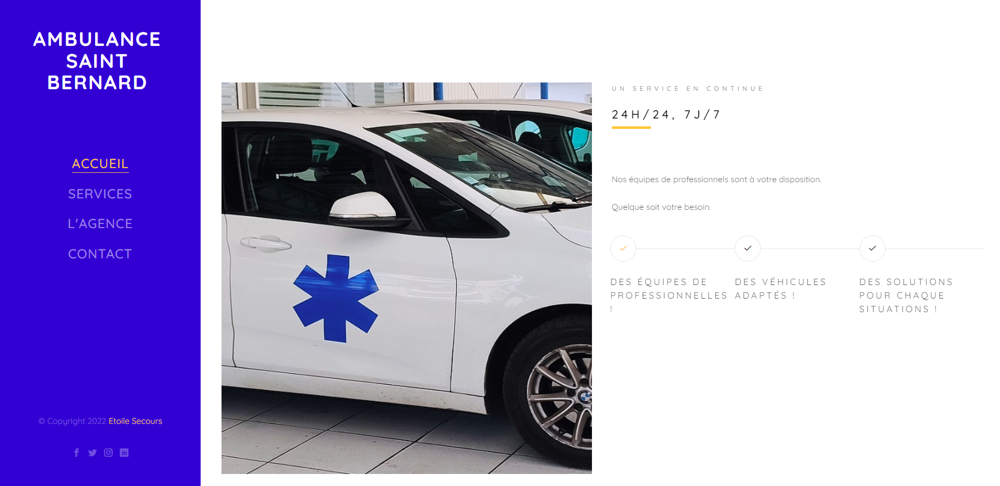 AMBULANCE
SAINT
BERNARD
ACCUEIL
SERVICES
L'AGENCE
CONTACT
© Copyright 2022 Etoile Secours
UN SERVICE EN CONTINUE
24H/24, 7J/7
Nos équipes de professionnels sont à votre disposition.
Quelque soit votre besoin.
DES ÉQUIPES DE
PROFESSIONNELLES
!
DES VÉHICULES
ADAPTÉS !
DES SOLUTIONS
POUR CHAQUE
SITUATIONS !